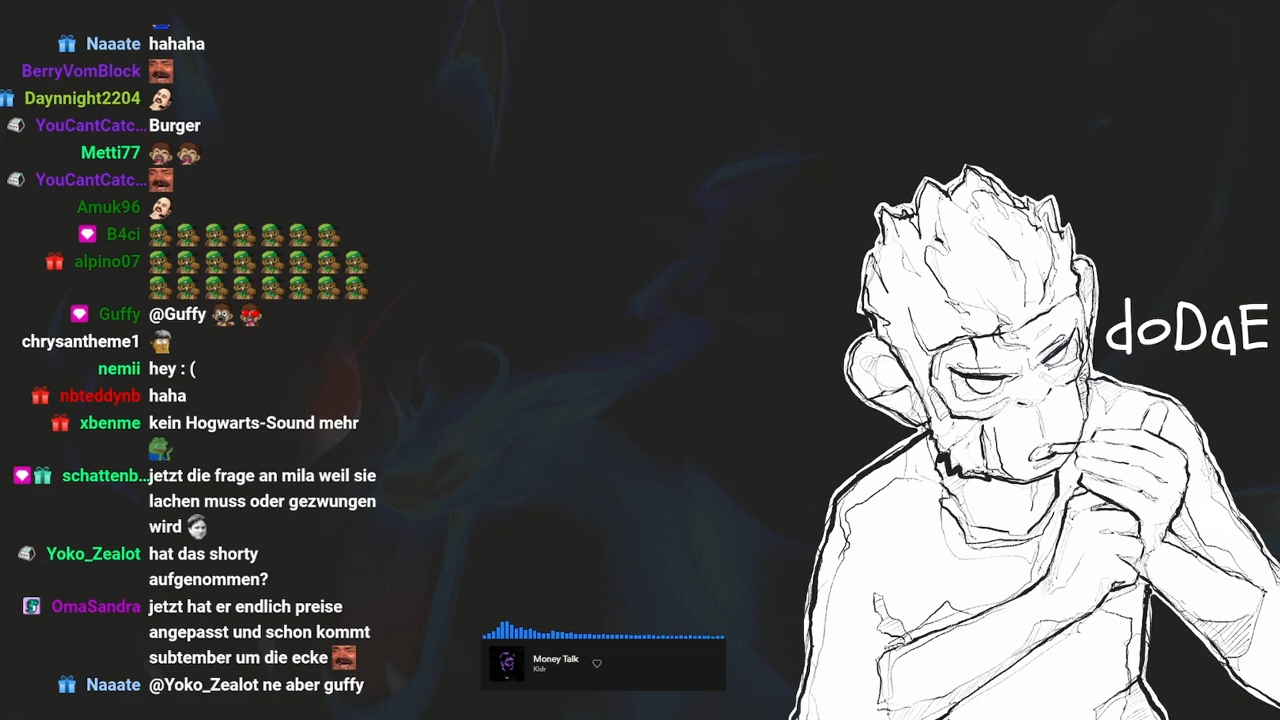 Naaate hahaha
BerryVomBlock
Daynnight2204
YouCantCatc... Burger
Metti77
YouCantCatc...
Amuk96
B4ci
alpino07
Guffy @Guffy
chrysantheme1
nemii hey : (
nbteddynb haha
xbenme kein Hogwarts-Sound mehr
schattenb... jetzt die frage an mila weil sie
lachen muss oder gezwungen
wird
Yoko_Zealot hat das shorty
aufgenommen?
OmaSandra jetzt hat er endlich preise
angepasst und schon kommt
subtember um die ecke
Naaate @Yoko_Zealot ne aber guffy
Money Talk
Kidr
doDaE